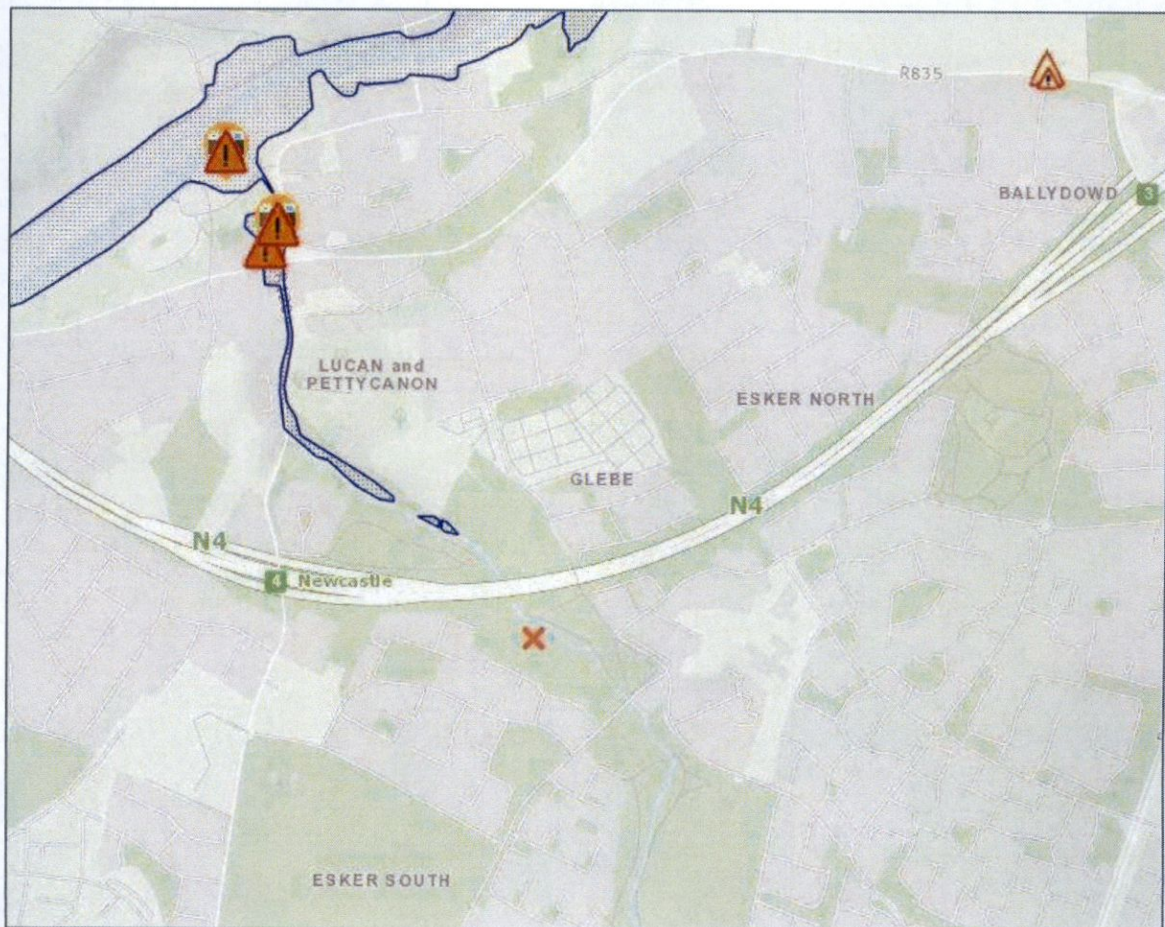 R835
BALLYDOWD
3
LUCAN and
PETTYCANON
ESKER NORTH
GLEBE
N4
N4
4 Newcastle
ESKER SOUTH